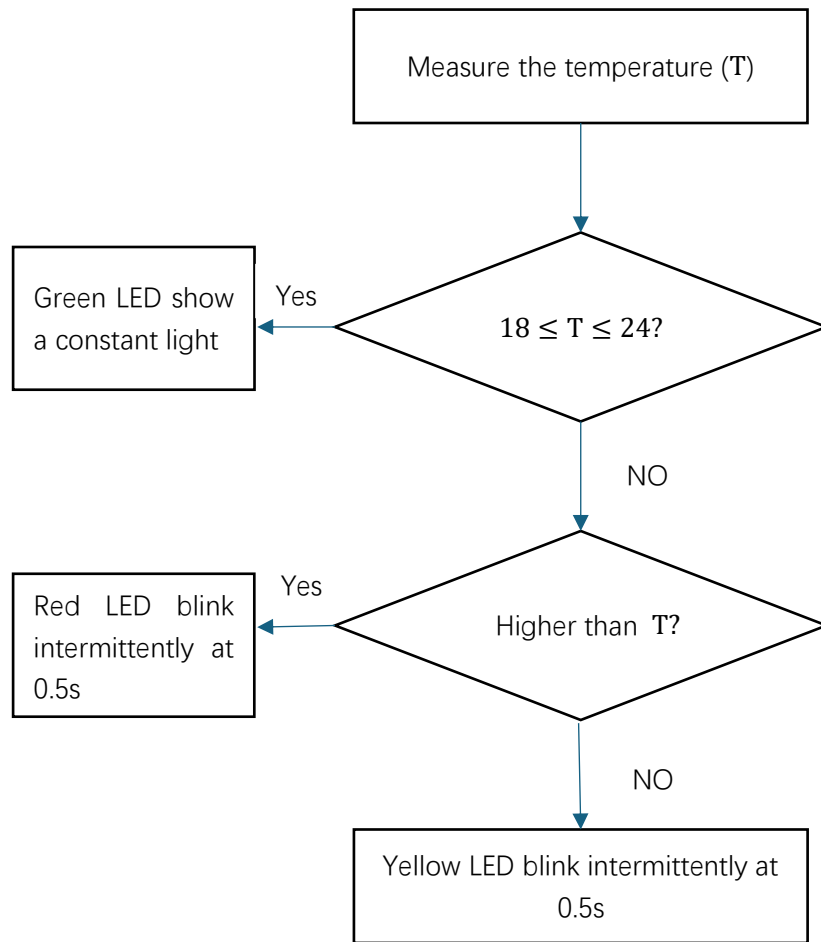 Measure the temperature (T)
Green LED show
a constant light
Yes
18 ≤ T ≤ 24?
NO
Red LED blink
intermittently at
0.5s
Yes
Higher than T?
NO
Yellow LED blink intermittently at
0.5s